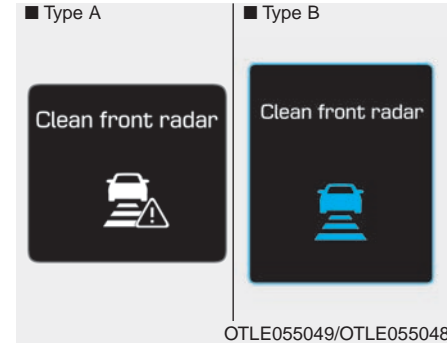 ■ Type A
■ Type B
Clean front radar
Clean front radar
OTLE055049/OTLE055048